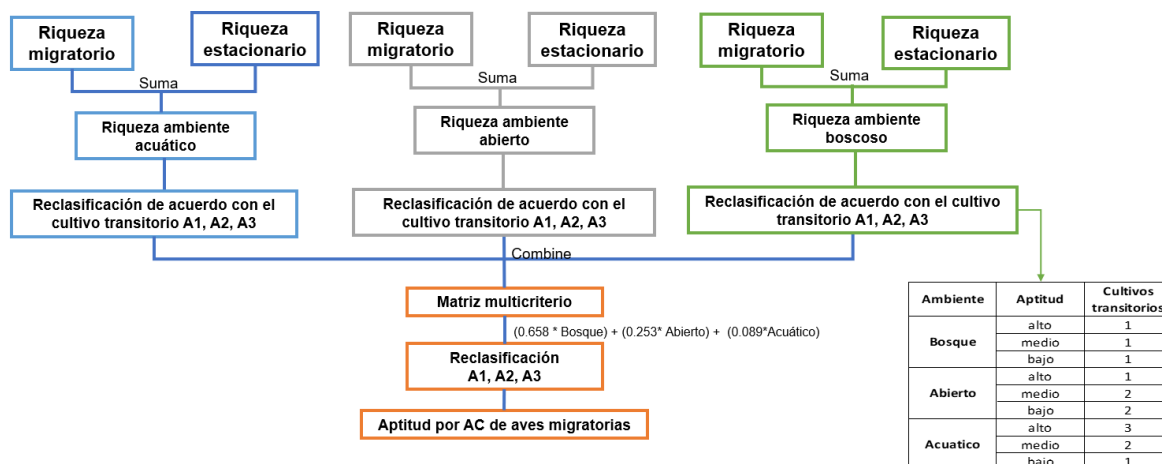 Riqueza
migratorio
Riqueza
estacionario
Suma
Riqueza ambiente
acuático
Reclasificación de acuerdo con el
cultivo transitorio A1, A2, A3
Riqueza
migratorio
Riqueza
estacionario
Suma
Riqueza ambiente
abierto
Reclasificación de acuerdo con el
cultivo transitorio A1, A2, A3
Riqueza
migratorio
Riqueza
estacionario
Suma
Riqueza ambiente
boscoso
Reclasificación de acuerdo con el cultivo
transitorio A1, A2, A3
Combine
Matriz multicriterio
(0.658 * Bosque) + (0.253* Abierto) + (0.089*Acuático)
Reclasificación
A1, A2, A3
Aptitud por AC de aves migratorias
Ambiente Aptitud Cultivos transitorios
Bosque alto 1
medio 1
bajo 1
Abierto alto 1
medio 2
bajo 2
Acuatico alto 3
medio 2
bajo 1